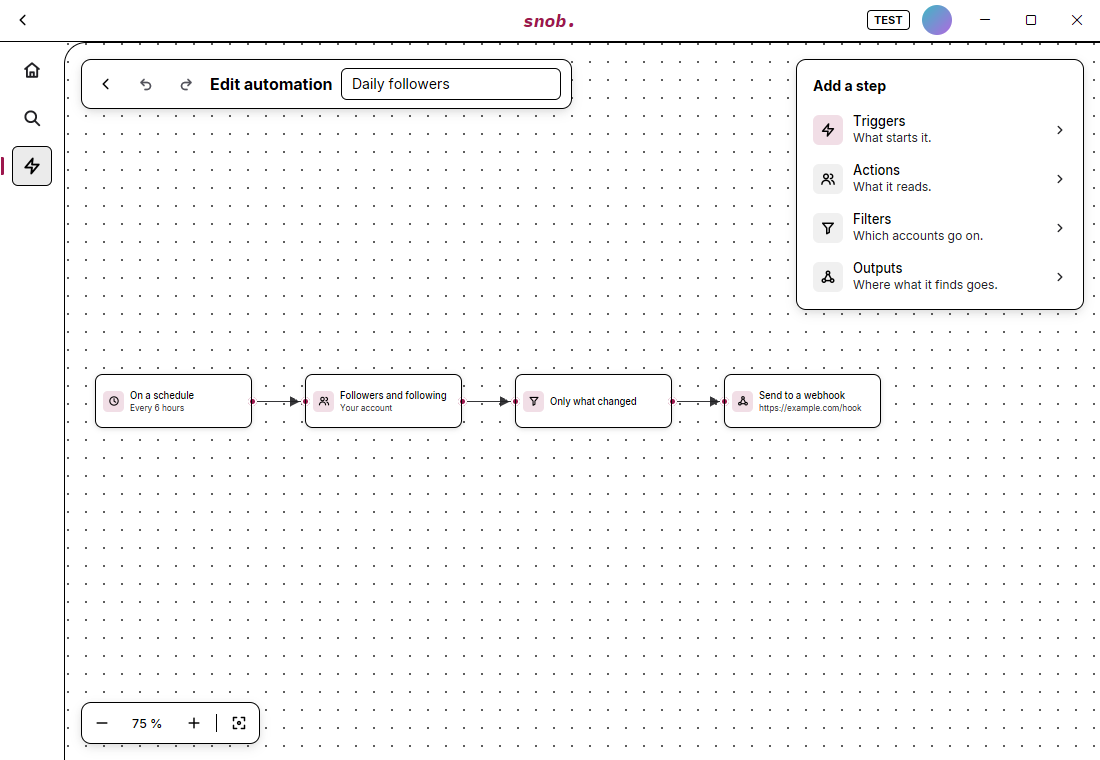 snob.
TEST
Edit automation
Daily followers
Add a step
Triggers
What starts it.
Actions
What it reads.
Filters
Which accounts go on.
Outputs
Where what it finds goes.
On a schedule
Every 6 hours
Followers and following
Your account
Only what changed
Send to a webhook
https://example.com/hook
75 %